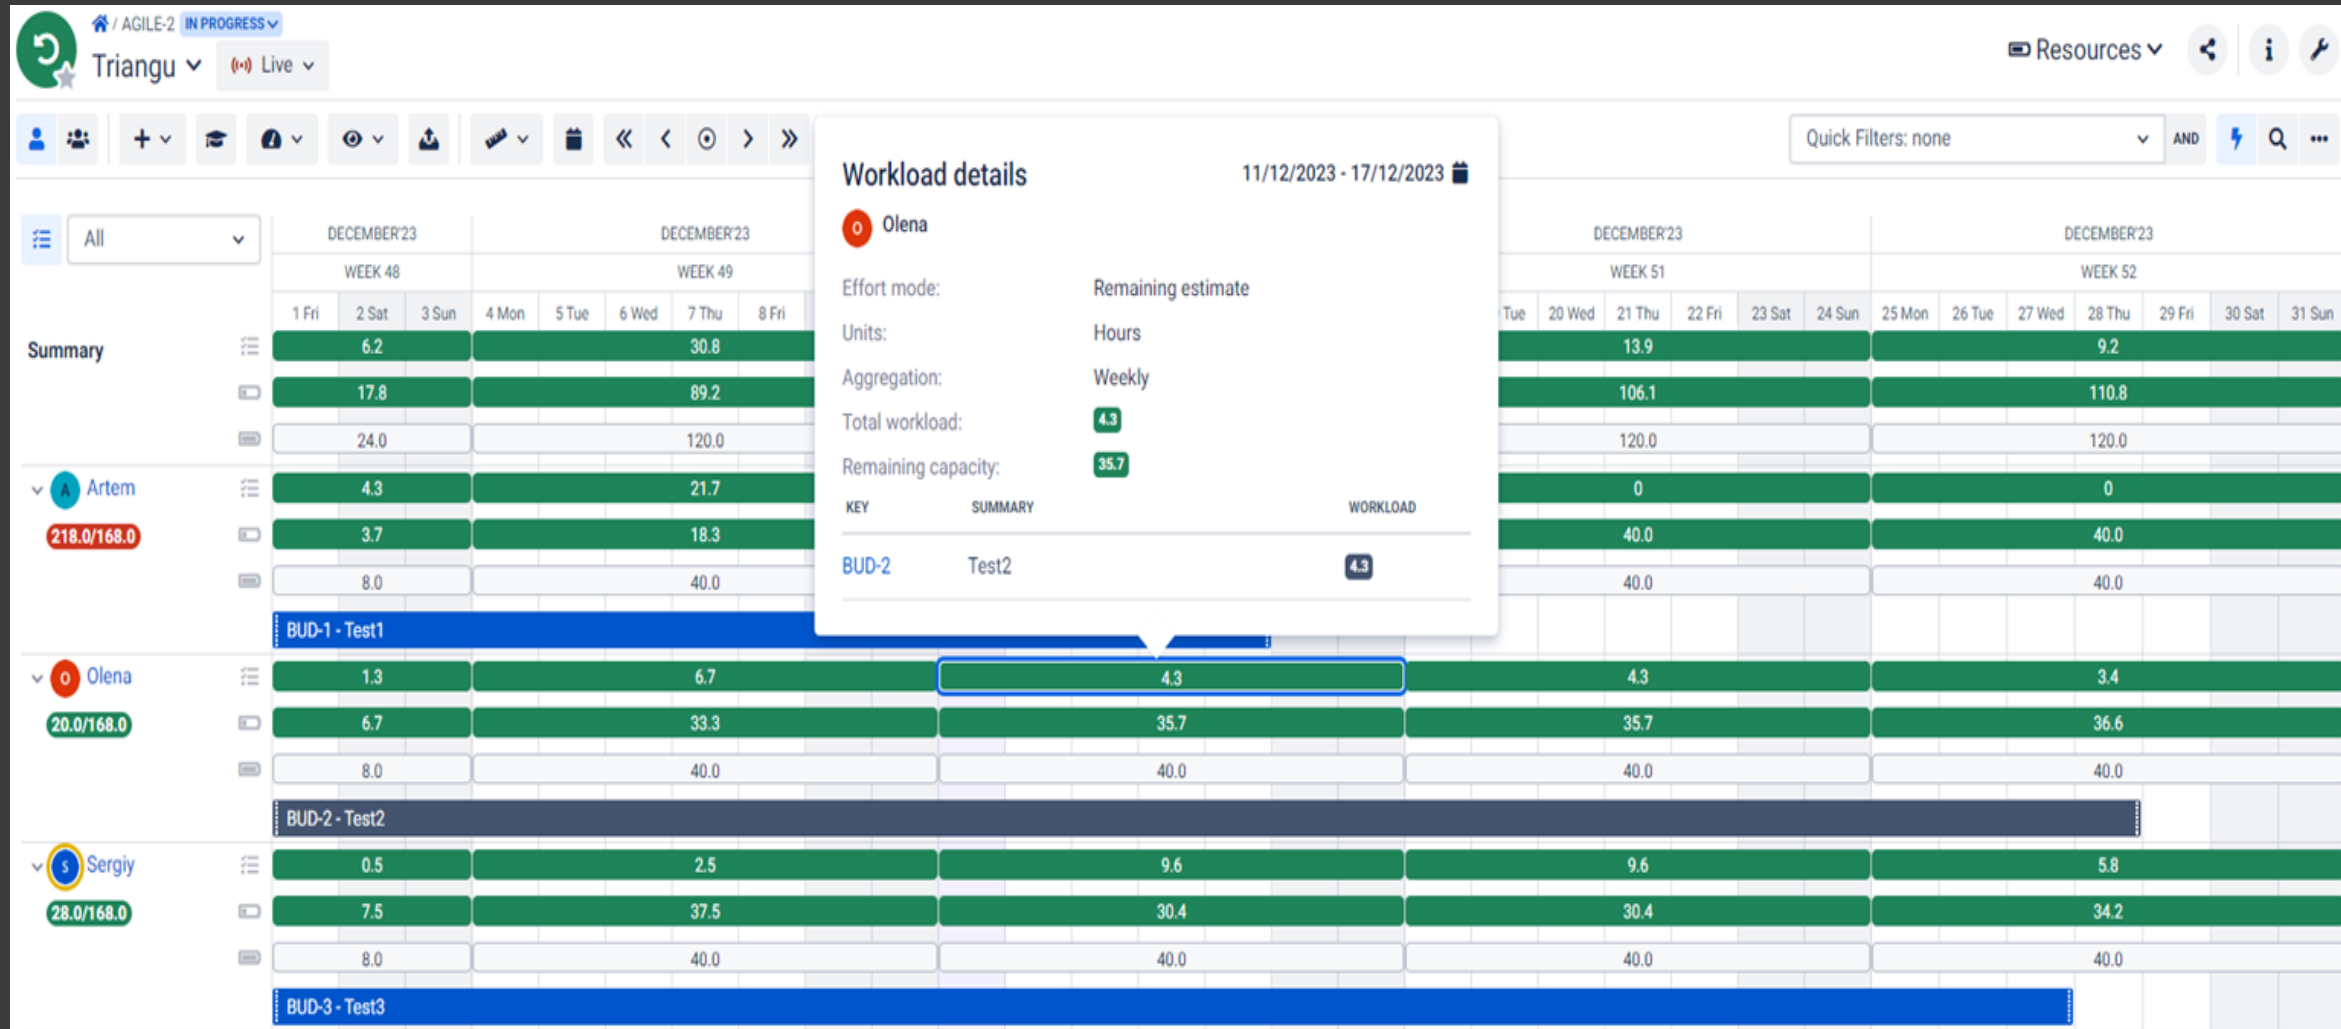 / AGILE-2 IN PROGRESS
Triangu Live
Resources
Quick Filters: none AND
All
DECEMBER'23 DECEMBER'23 DECEMBER'23 DECEMBER'23
WEEK 48 WEEK 49 WEEK 51 WEEK 52
1 Fri 2 Sat 3 Sun 4 Mon 5 Tue 6 Wed 7 Thu 8 Fri Tue 20 Wed 21 Thu 22 Fri 23 Sat 24 Sun 25 Mon 26 Tue 27 Wed 28 Thu 29 Fri 30 Sat 31 Sun
Summary 6.2 30.8 13.9 9.2
17.8 89.2 106.1 110.8
24.0 120.0 120.0 120.0
A Artem 4.3 21.7 0 0
218.0/168.0 3.7 18.3 40.0 40.0
8.0 40.0 40.0 40.0
BUD-1 - Test1
Workload details 11/12/2023 - 17/12/2023
O Olena
Effort mode: Remaining estimate
Units: Hours
Aggregation: Weekly
Total workload: 4.3
Remaining capacity: 35.7
KEY SUMMARY WORKLOAD
BUD-2 Test2 4.3
O Olena 1.3 6.7 4.3 4.3 3.4
20.0/168.0 6.7 33.3 35.7 35.7 36.6
8.0 40.0 40.0 40.0 40.0
BUD-2 - Test2
S Sergiy 0.5 2.5 9.6 9.6 5.8
28.0/168.0 7.5 37.5 30.4 30.4 34.2
8.0 40.0 40.0 40.0 40.0
BUD-3 - Test3